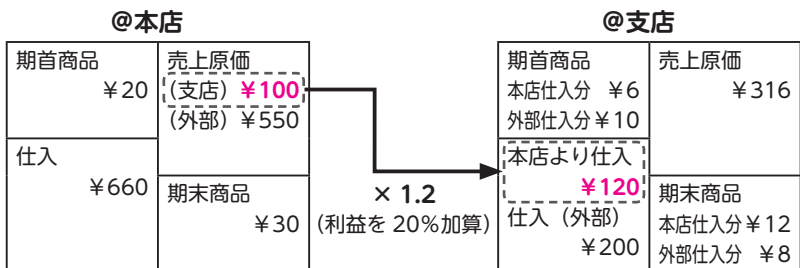 @本店
期首商品
¥20
仕入
¥660
売上原価
(支店) ¥100
(外部) ¥550
期末商品
¥30
× 1.2
(利益を 20%加算)
@支店
期首商品
本店仕入分 ¥6
外部仕入分¥10
本店より仕入
¥120
仕入(外部)
¥200
売上原価
¥316
期末商品
本店仕入分¥12
外部仕入分 ¥8